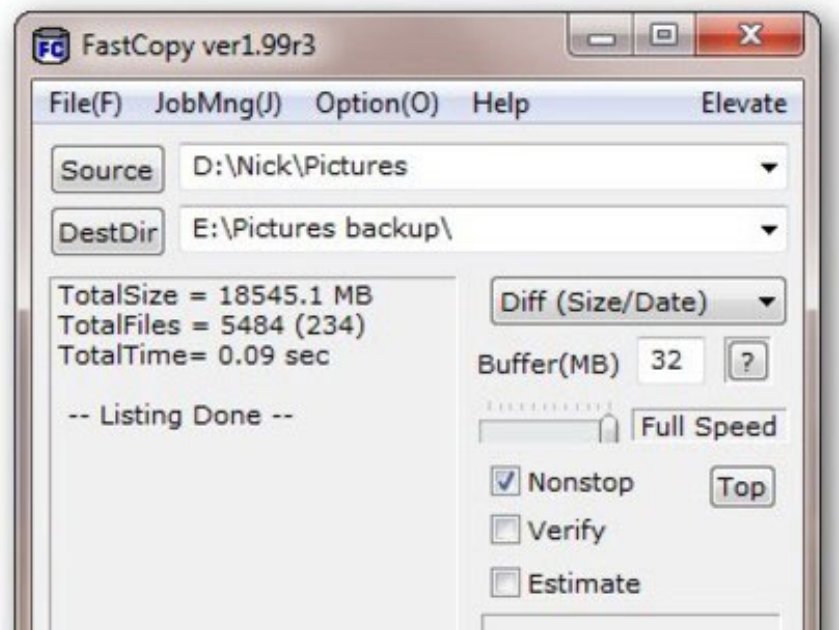 FC FastCopy ver1.99r3
File(F) JobMng(J) Option(O) Help Elevate
Source D:\Nick\Pictures
DestDir E:\Pictures backup\
TotalSize = 18545.1 MB
TotalFiles = 5484 (234)
TotalTime= 0.09 sec
-- Listing Done --
Diff (Size/Date)
Buffer(MB) 32 ?
Full Speed
Nonstop Top
Verify
Estimate